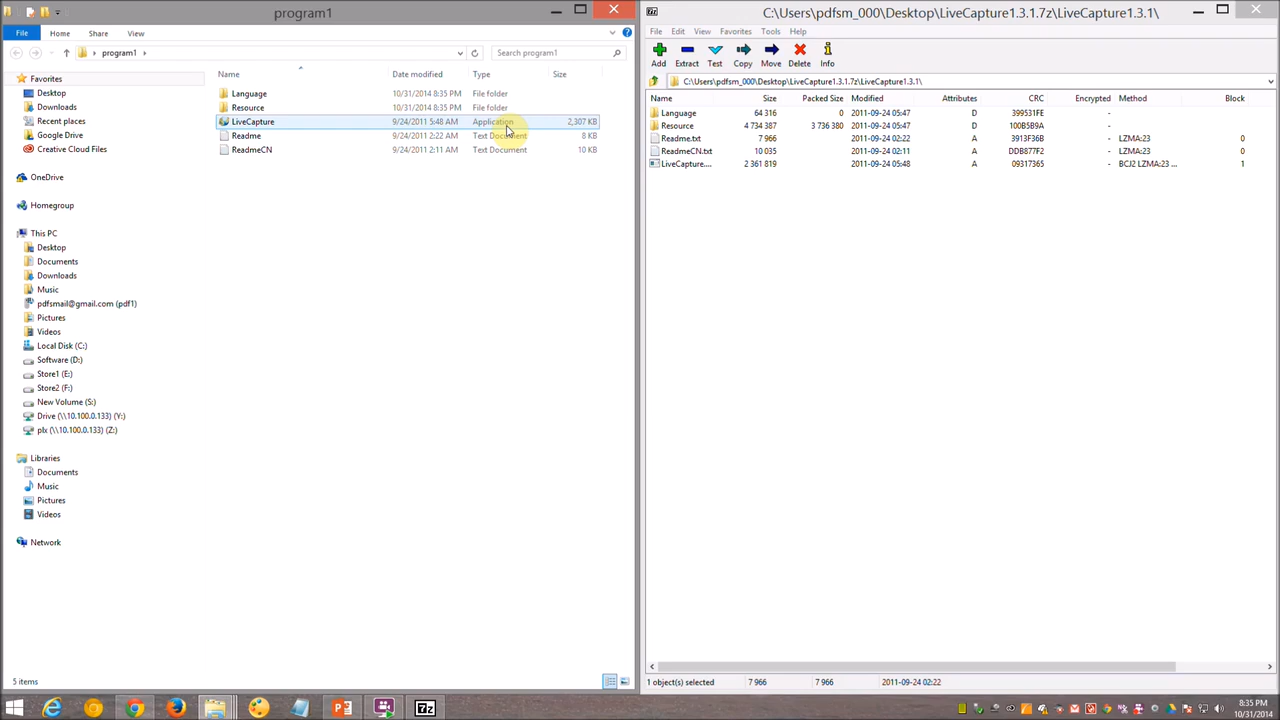 program1
File Home Share View
program1
Search program1
Name Date modified Type Size
Language 10/31/2014 8:35 PM File folder
Resource 10/31/2014 8:35 PM File folder
LiveCapture 9/24/2011 5:48 AM Application 2,307 KB
Readme 9/24/2011 2:22 AM Text Document 8 KB
ReadmeCN 9/24/2011 2:11 AM Text Document 10 KB
Favorites
Desktop
Downloads
Recent places
Google Drive
Creative Cloud Files
OneDrive
Homegroup
This PC
Desktop
Documents
Downloads
Music
pdfsmail@gmail.com (pdf1)
Pictures
Videos
Local Disk (C:)
Software (D:)
Store1 (E:)
Store2 (F:)
New Volume (S:)
Drive (\\10.100.0.133) (Y:)
plx (\\10.100.0.133) (Z:)
Libraries
Documents
Music
Pictures
Videos
Network
5 items
C:\Users\pdfsm_000\Desktop\LiveCapture1.3.1.7z\LiveCapture1.3.1\
File Edit View Favorites Tools Help
Add Extract Test Copy Move Delete Info
C:\Users\pdfsm_000\Desktop\LiveCapture1.3.1.7z\LiveCapture1.3.1\
Name Size Packed Size Modified Attributes CRC Encrypted Method Block
Language 64 316 0 2011-09-24 05:47 D 399531FE -
Resource 4 734 387 3 736 380 2011-09-24 05:47 D 100B5B9A -
Readme.txt 7 966 2011-09-24 02:22 A 3913F36B - LZMA:23 0
ReadmeCN.txt 10 035 2011-09-24 02:11 A DDB877F2 - LZMA:23 0
LiveCapture.... 2 361 819 2011-09-24 05:48 A 09317365 - BCJ2 LZMA:23 ... 1
1 object(s) selected 7 966 7 966 2011-09-24 02:22
8:35 PM
10/31/2014